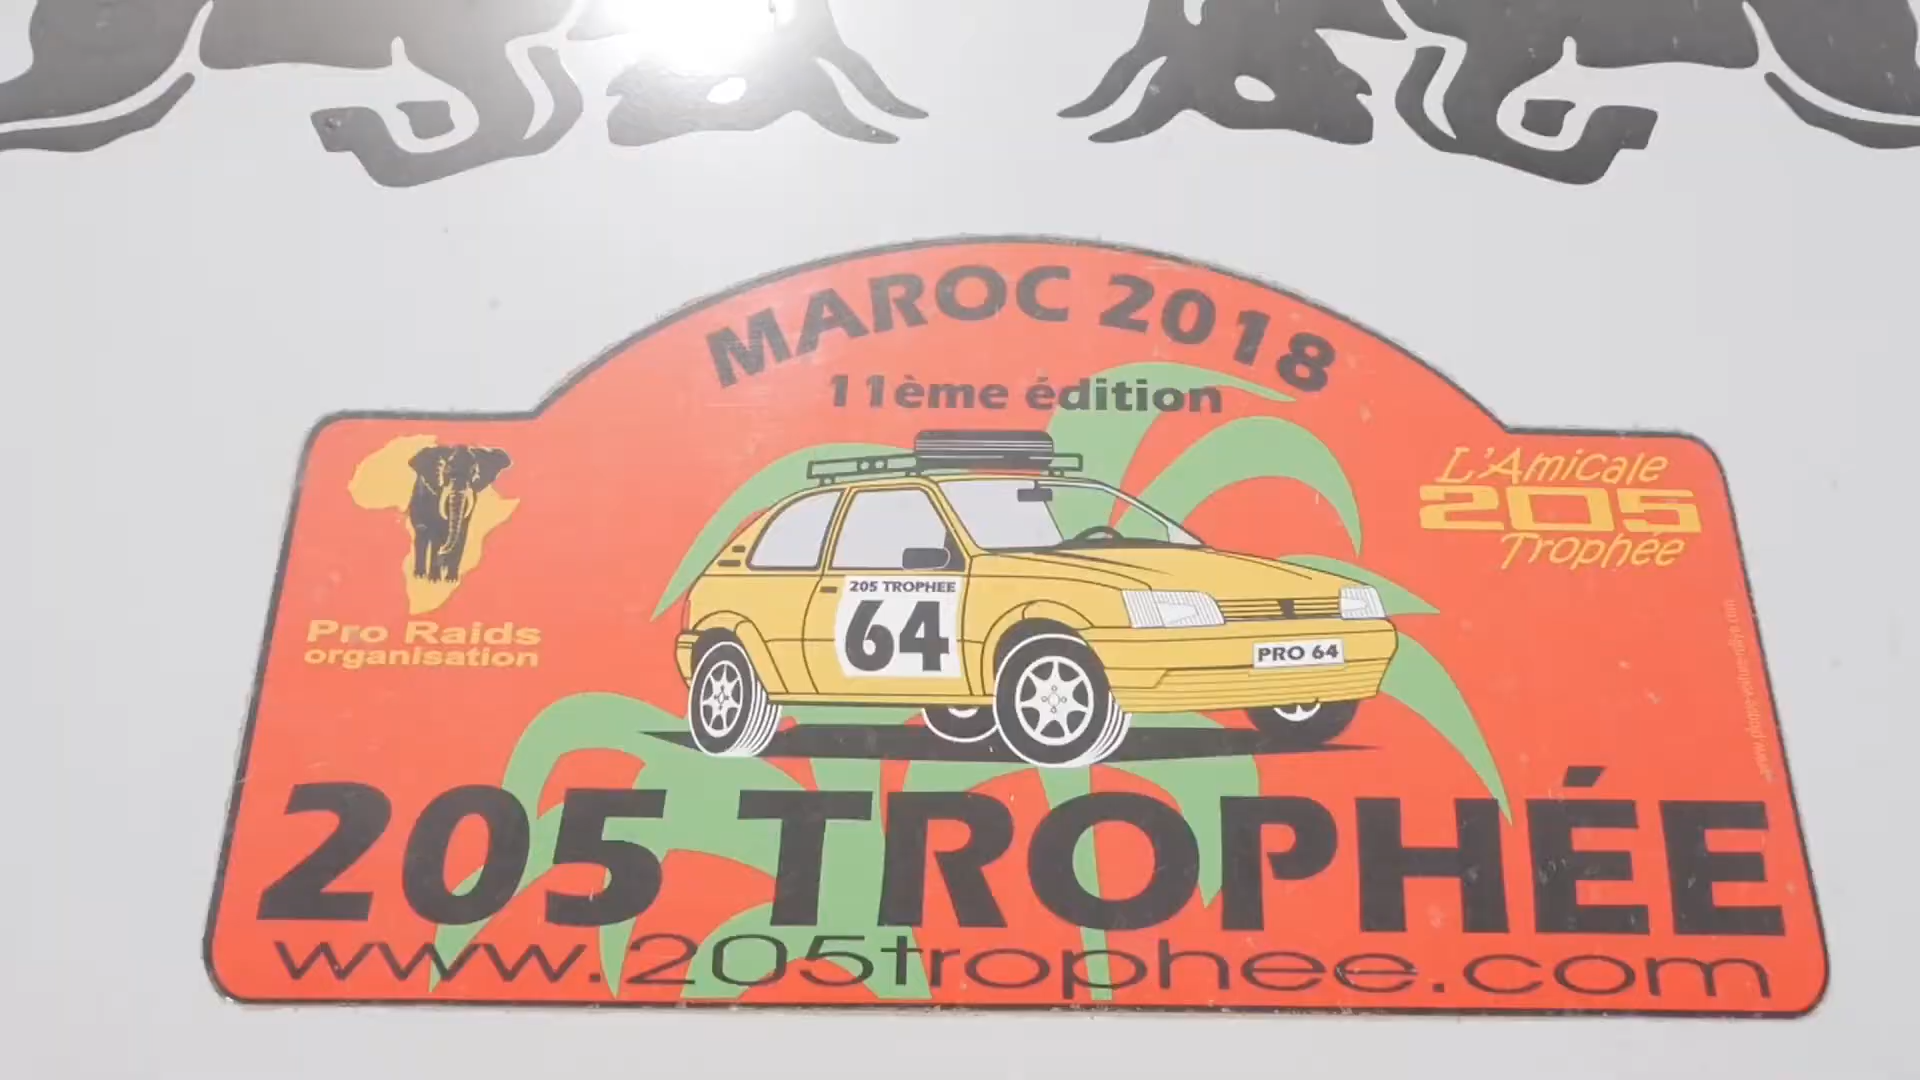 MAROC 2018
11ème édition
L'Amicale
205
Trophée
Pro Raids
organisation
205 TROPHEE
64
PRO 64
205 TROPHÉE
www.205trophee.com